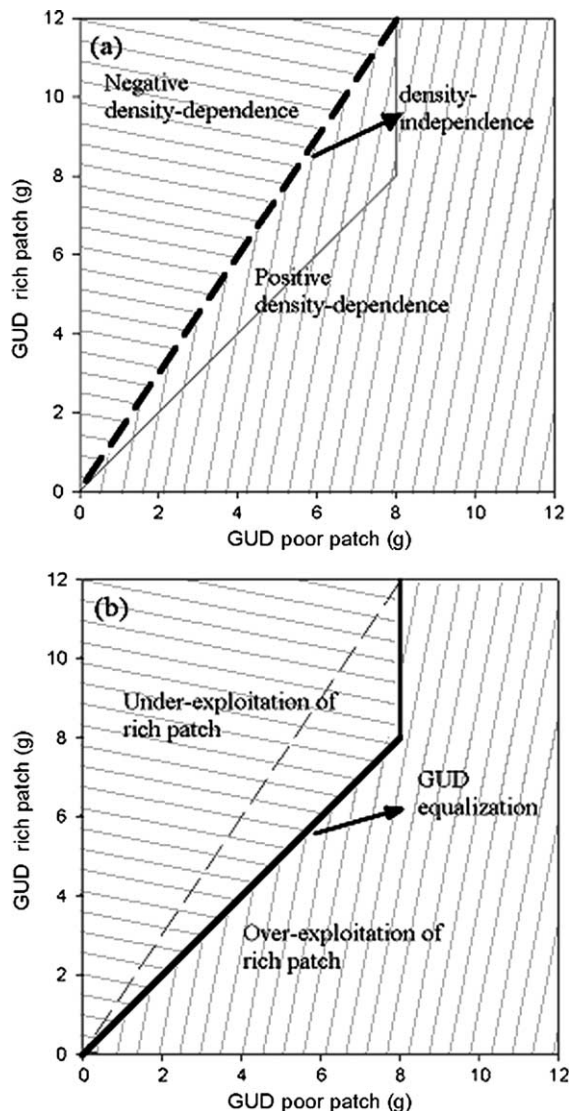 (a)
Negative
density-dependence
density-
independence
Positive
density-dependence
GUD rich patch (g)
12
10
8
6
4
2
0
0 2 4 6 8 10 12
GUD poor patch (g)
(b)
Under-exploitation of
rich patch
GUD
equalization
Over-exploitation of
rich patch
GUD rich patch (g)
12
10
8
6
4
2
0
0 2 4 6 8 10 12
GUD poor patch (g)